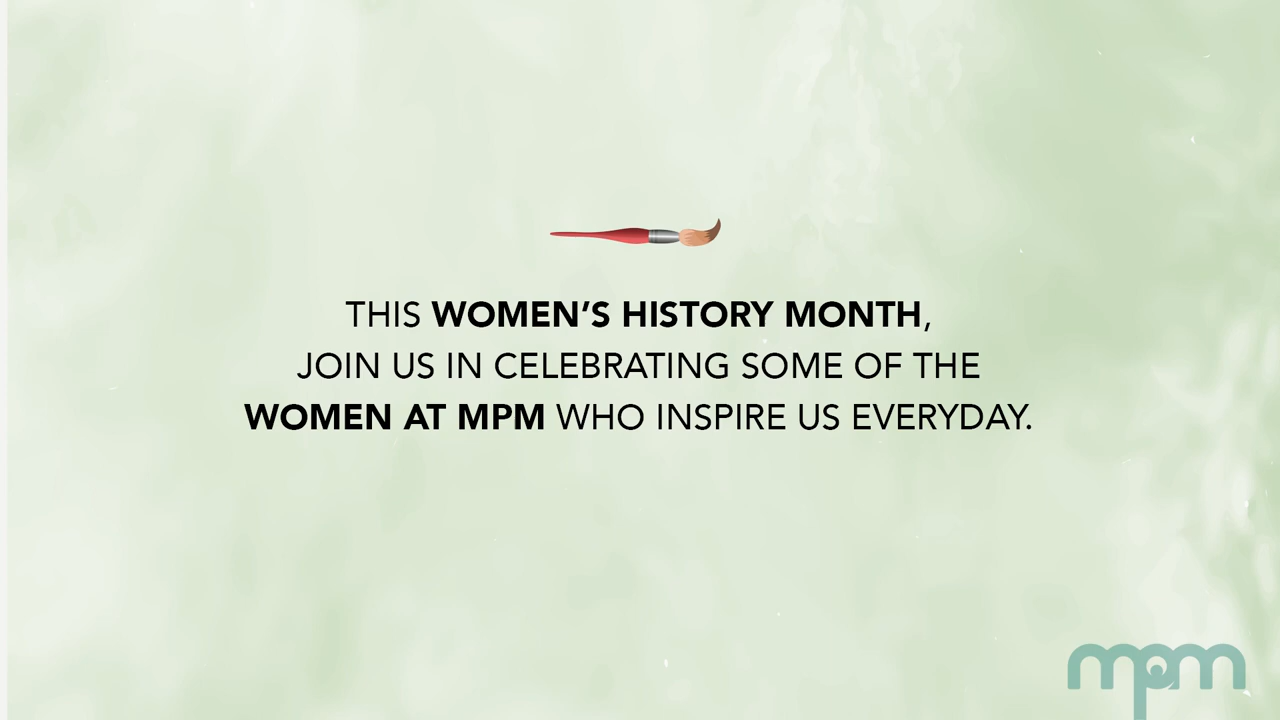 THIS WOMEN’S HISTORY MONTH,
JOIN US IN CELEBRATING SOME OF THE
WOMEN AT MPM WHO INSPIRE US EVERYDAY.
mpm